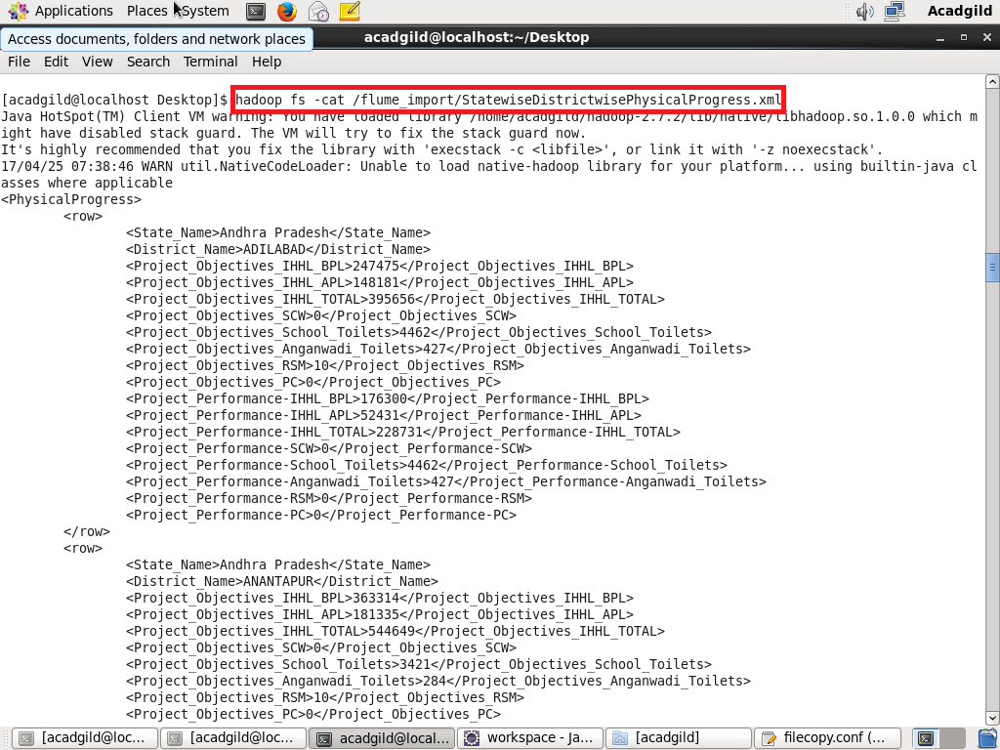 Applications Places System Acadgild
Access documents, folders and network places
acadgild@localhost:~/Desktop
File Edit View Search Terminal Help
[acadgild@localhost Desktop]$ hadoop fs -cat /flume_import/StatewiseDistrictwisePhysicalProgress.xml
Java HotSpot(TM) Client VM warning: You have loaded library /home/acadgild/hadoop-2.7.2/lib/native/libhadoop.so.1.0.0 which m
ight have disabled stack guard. The VM will try to fix the stack guard now.
It's highly recommended that you fix the library with 'execstack -c <libfile>', or link it with '-z noexecstack'.
17/04/25 07:38:46 WARN util.NativeCodeLoader: Unable to load native-hadoop library for your platform... using builtin-java cl
asses where applicable
<PhysicalProgress>
<row>
<State_Name>Andhra Pradesh</State_Name>
<District_Name>ADILABAD</District_Name>
<Project_Objectives_IHHL_BPL>247475</Project_Objectives_IHHL_BPL>
<Project_Objectives_IHHL_APL>148181</Project_Objectives_IHHL_APL>
<Project_Objectives_IHHL_TOTAL>395656</Project_Objectives_IHHL_TOTAL>
<Project_Objectives_SCW>0</Project_Objectives_SCW>
<Project_Objectives_School_Toilets>4462</Project_Objectives_School_Toilets>
<Project_Objectives_Anganwadi_Toilets>427</Project_Objectives_Anganwadi_Toilets>
<Project_Objectives_RSM>10</Project_Objectives_RSM>
<Project_Objectives_PC>0</Project_Objectives_PC>
<Project_Performance-IHHL_BPL>176300</Project_Performance-IHHL_BPL>
<Project_Performance-IHHL_APL>52431</Project_Performance-IHHL_APL>
<Project_Performance-IHHL_TOTAL>228731</Project_Performance-IHHL_TOTAL>
<Project_Performance-SCW>0</Project_Performance-SCW>
<Project_Performance-School_Toilets>4462</Project_Performance-School_Toilets>
<Project_Performance-Anganwadi_Toilets>427</Project_Performance-Anganwadi_Toilets>
<Project_Performance-RSM>0</Project_Performance-RSM>
<Project_Performance-PC>0</Project_Performance-PC>
</row>
<row>
<State_Name>Andhra Pradesh</State_Name>
<District_Name>ANANTAPUR</District_Name>
<Project_Objectives_IHHL_BPL>363314</Project_Objectives_IHHL_BPL>
<Project_Objectives_IHHL_APL>181335</Project_Objectives_IHHL_APL>
<Project_Objectives_IHHL_TOTAL>544649</Project_Objectives_IHHL_TOTAL>
<Project_Objectives_SCW>0</Project_Objectives_SCW>
<Project_Objectives_School_Toilets>3421</Project_Objectives_School_Toilets>
<Project_Objectives_Anganwadi_Toilets>284</Project_Objectives_Anganwadi_Toilets>
<Project_Objectives_RSM>10</Project_Objectives_RSM>
<Project_Objectives_PC>0</Project_Objectives_PC>
[acadgild@loc... [acadgild@loc... acadgild@local... workspace - Ja... [acadgild] filecopy.conf (...